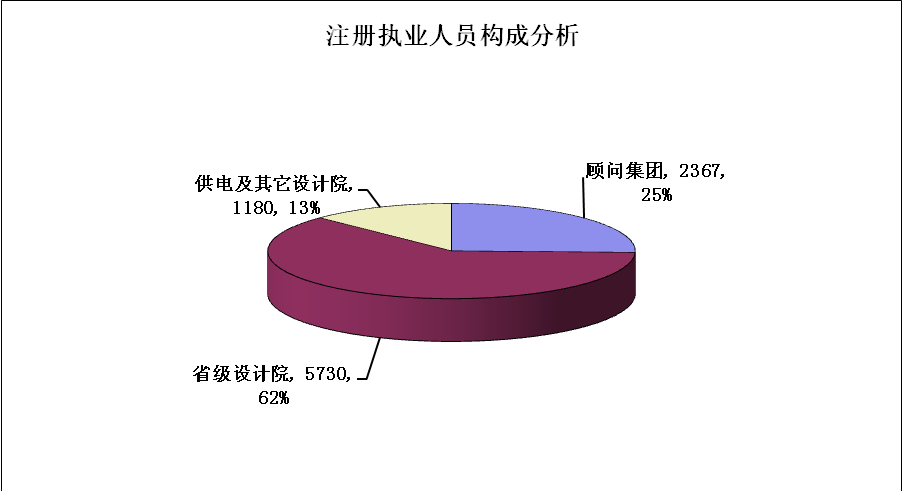 注册执业人员构成分析
顾问集团, 2367,
25%
供电及其它设计院,
1180, 13%
省级设计院, 5730,
62%